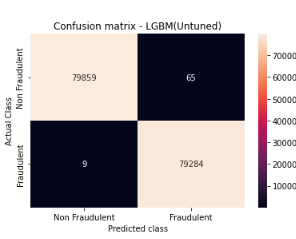 Confusion matrix - LGBM(Untuned)
Actual Class
Non Fraudulent
Fraudulent
79859
65
9
79284
Non Fraudulent
Fraudulent
Predicted class
70000
60000
50000
40000
30000
20000
10000